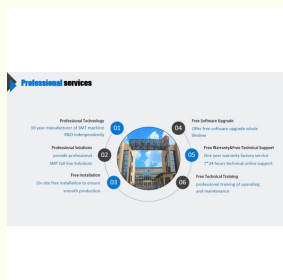 Professional services
Professional Technology
10 year manufacturer of SMT machine
R&D independently
01
Professional Solutions
provide professional
SMT full line Solutions
02
Free Installation
On-site free installation to ensure
smooth production
03
04
Free Software Upgrade
Offer free software upgrade whole
lifetime
05
Free Warranty&Free Technical Support
One year warranty factory service
7*24 hours technical online support
06
Free Technical Training
professional training of operating
and maintenance